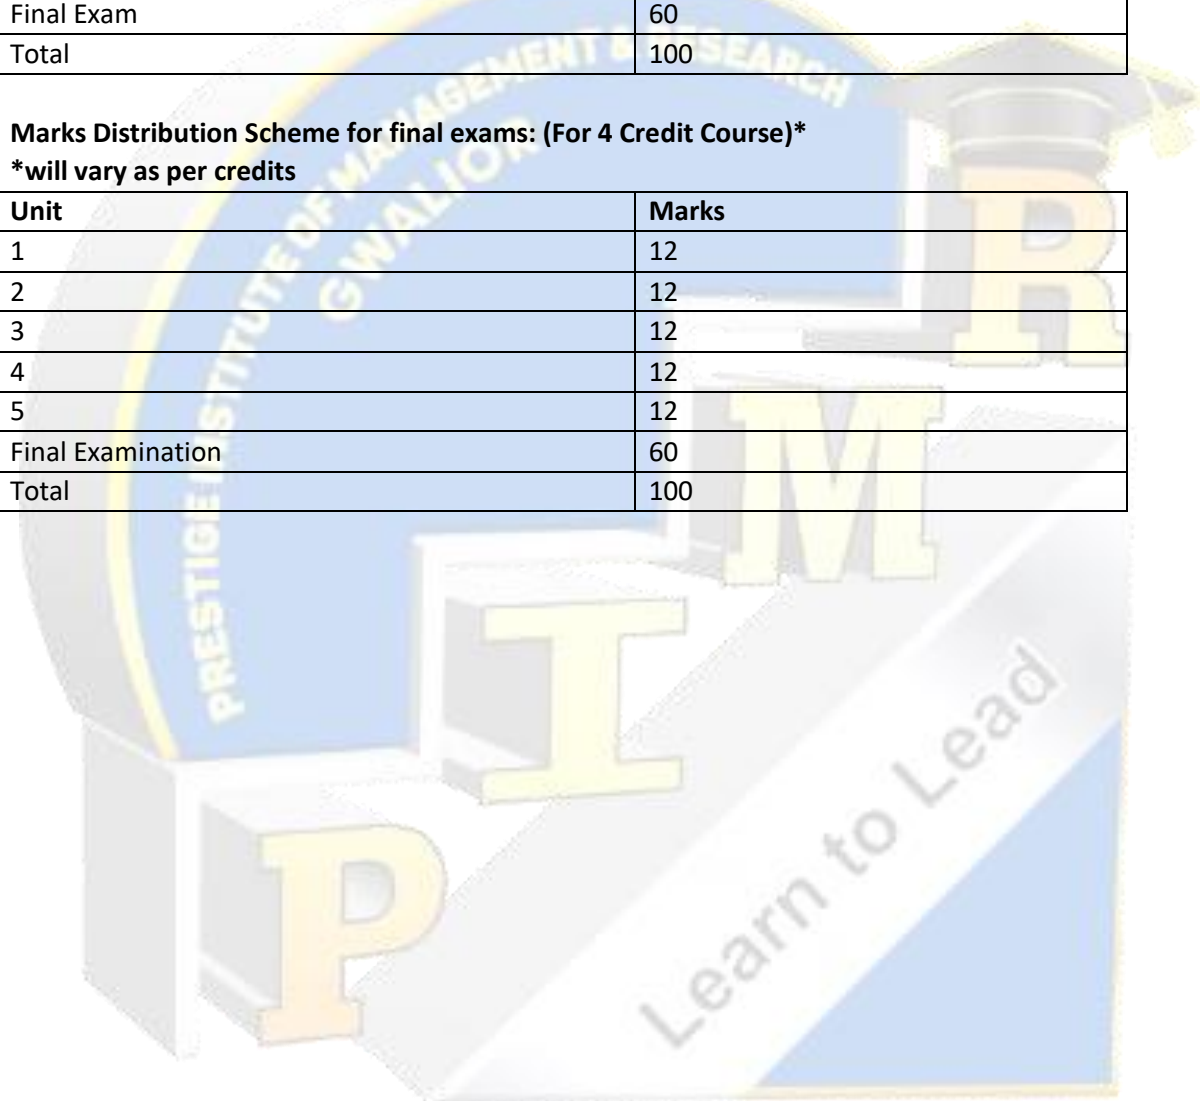 Final Exam 60
Total 100
Marks Distribution Scheme for final exams: (For 4 Credit Course)*
*will vary as per credits
Unit Marks
1 12
2 12
3 12
4 12
5 12
Final Examination 60
Total 100
PRESTIGE INSTITUTE OF MANAGEMENT & RESEARCH
GWALIOR
P
I
M
R
Learn to Lead